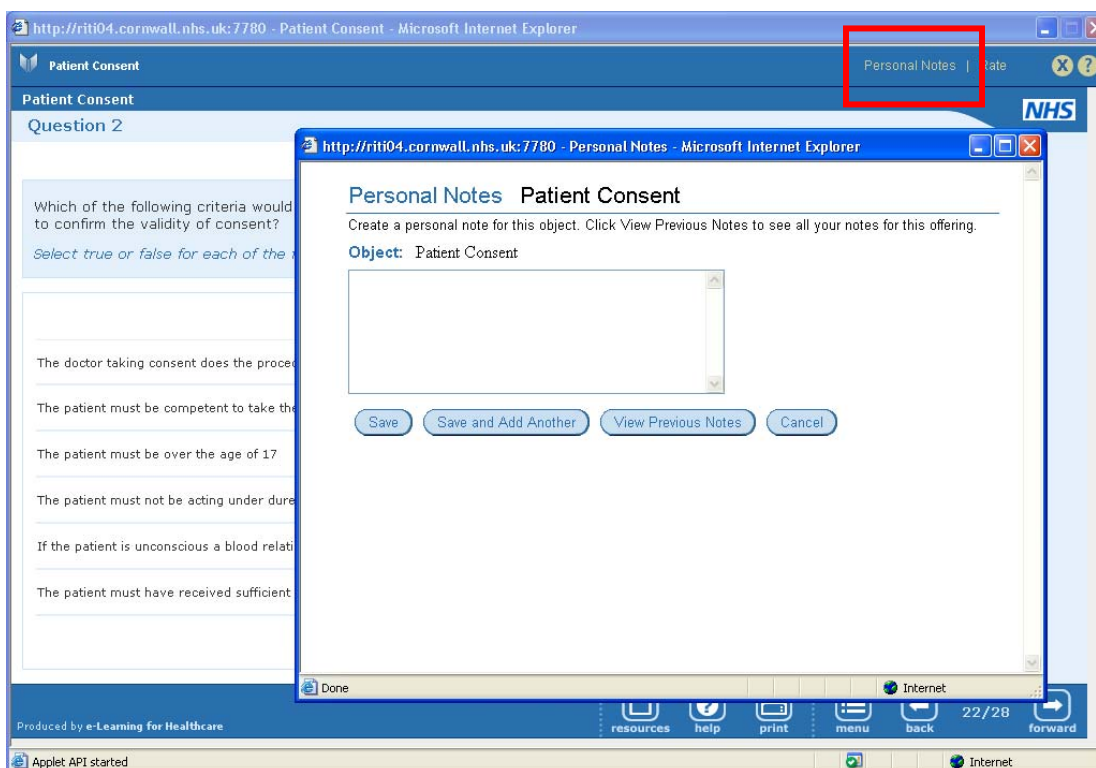 http://riti04.cornwall.nhs.uk:7780 - Patient Consent - Microsoft Internet Explorer
Patient Consent
Personal Notes | Rate
X ?
Patient Consent
NHS
Question 2
http://riti04.cornwall.nhs.uk:7780 - Personal Notes - Microsoft Internet Explorer
Which of the following criteria would
to confirm the validity of consent?
Select true or false for each of the
Personal Notes Patient Consent
Create a personal note for this object. Click View Previous Notes to see all your notes for this offering.
Object: Patient Consent
Save
Save and Add Another
View Previous Notes
Cancel
The doctor taking consent does the
The patient must be competent to take
The patient must be over the age of 17
The patient must not be acting under
If the patient is unconscious a blood
The patient must have received sufficient
Done
Internet
Produced by e-Learning for Healthcare
resources
help
print
menu
back
22/28
forward
Applet API started
Internet